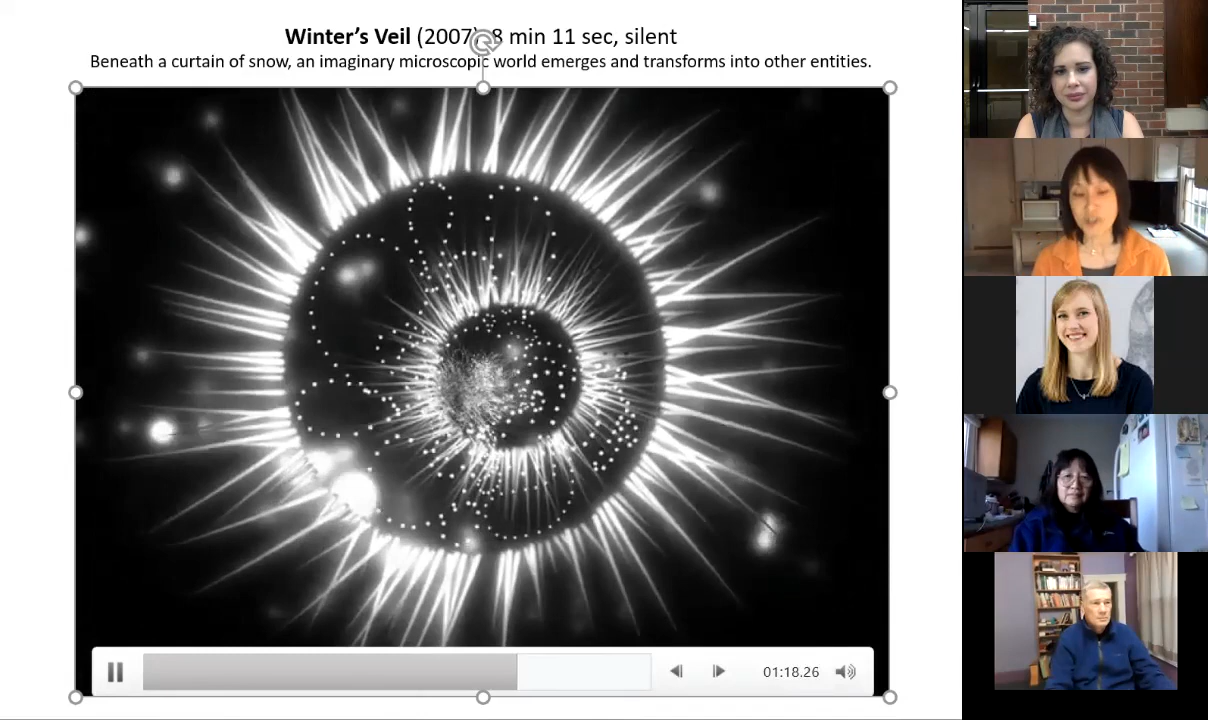 Winter's Veil (2007), 8 min 11 sec, silent
Beneath a curtain of snow, an imaginary microscopic world emerges and transforms into other entities.
01:18.26